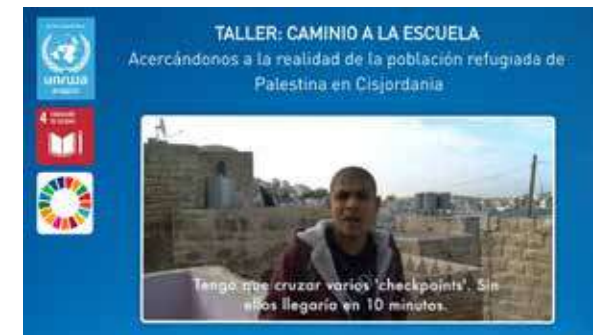 TALLER: CAMINIO A LA ESCUELA
Acercándonos a la realidad de la población refugiada de
Palestina en Cisjordania
unrwa
4
Tengo que cruzar varios 'checkpoints'. Sin
ellos llegaría en 10 minutos.